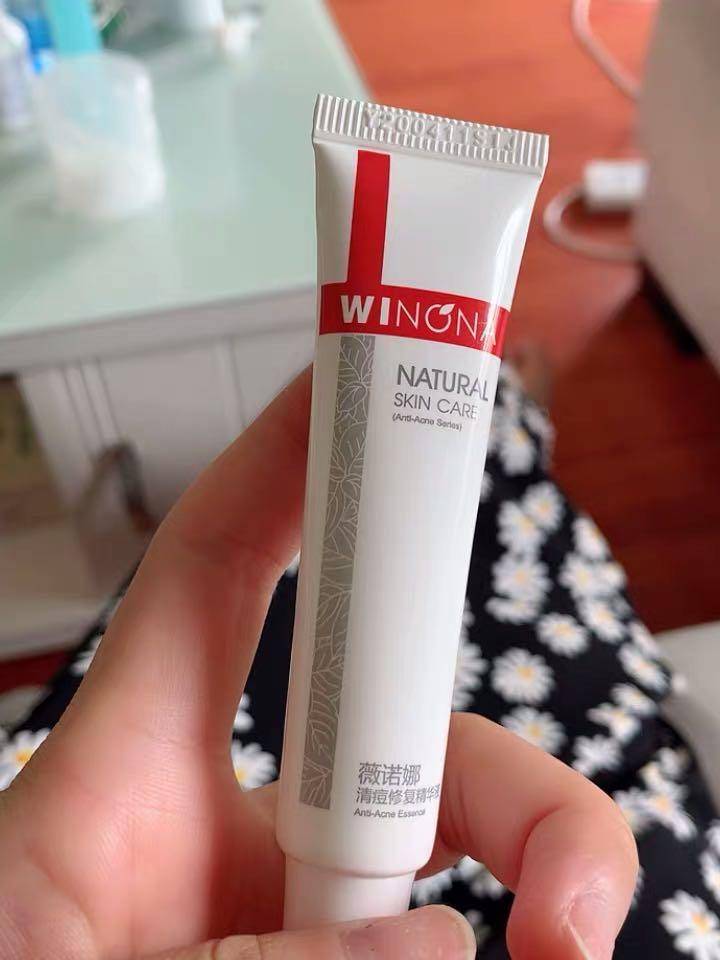 YP200411S1J
WINONA
NATURAL
SKIN CARE
(Anti-Acne Series)
薇诺娜
清痘修复精华液
Anti-Acne Essence